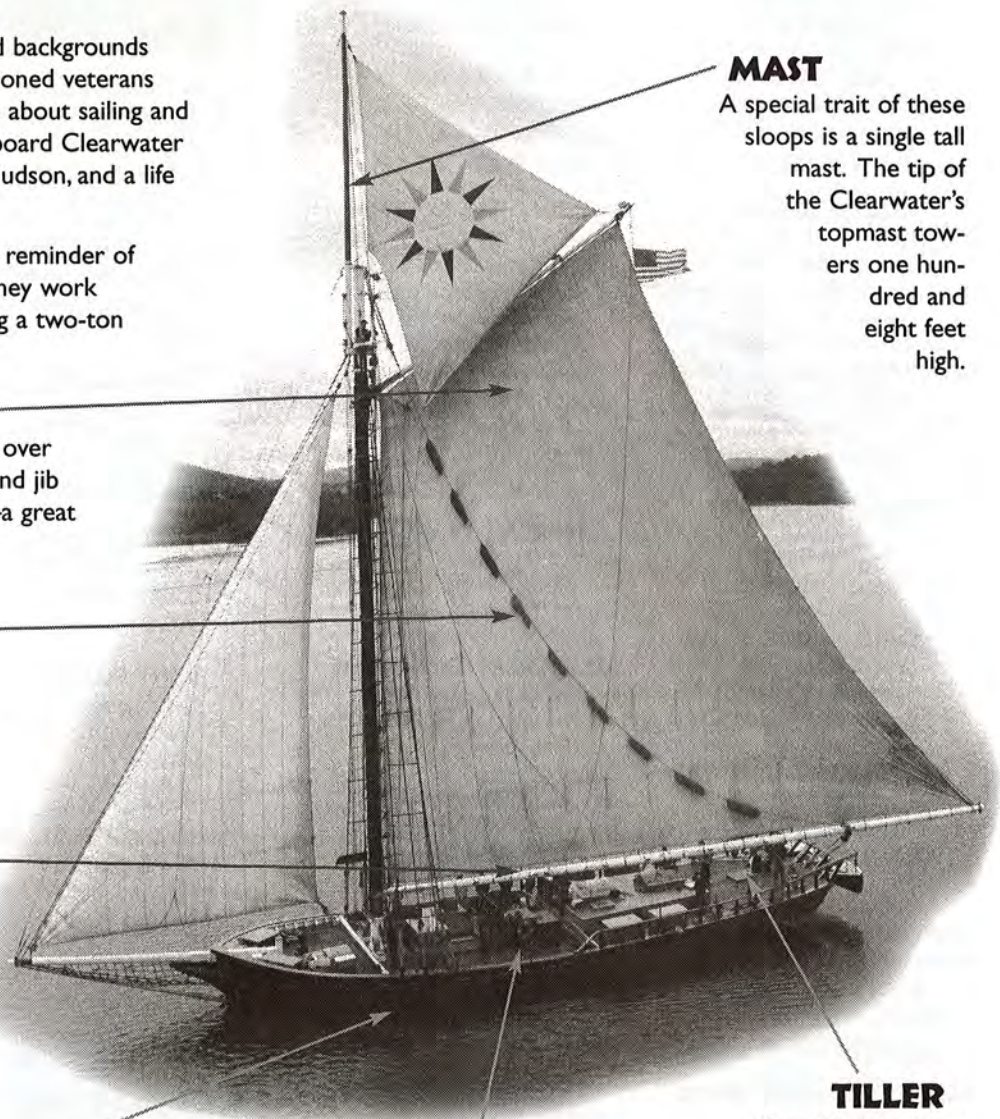 d backgrounds
oned veterans
about sailing and
board Clearwater
udson, and a life
reminder of
hey work
g a two-ton
over
nd jib
a great
MAST
A special trait of these
sloops is a single tall
mast. The tip of
the Clearwater's
topmast tow-
ers one hun-
dred and
eight feet
high.
TILLER